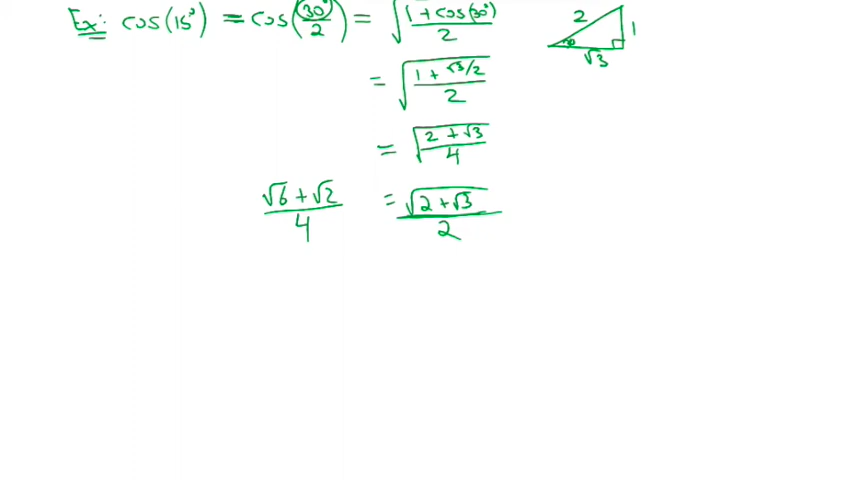 Ex: cos(15°) = cos(30°/2) = √((1 + cos(30°))/2)
2
1
30
√3
= √((1 + √3/2)/2)
= √((2 + √3)/4)
(√6 + √2)/4 = √(2 + √3)/2